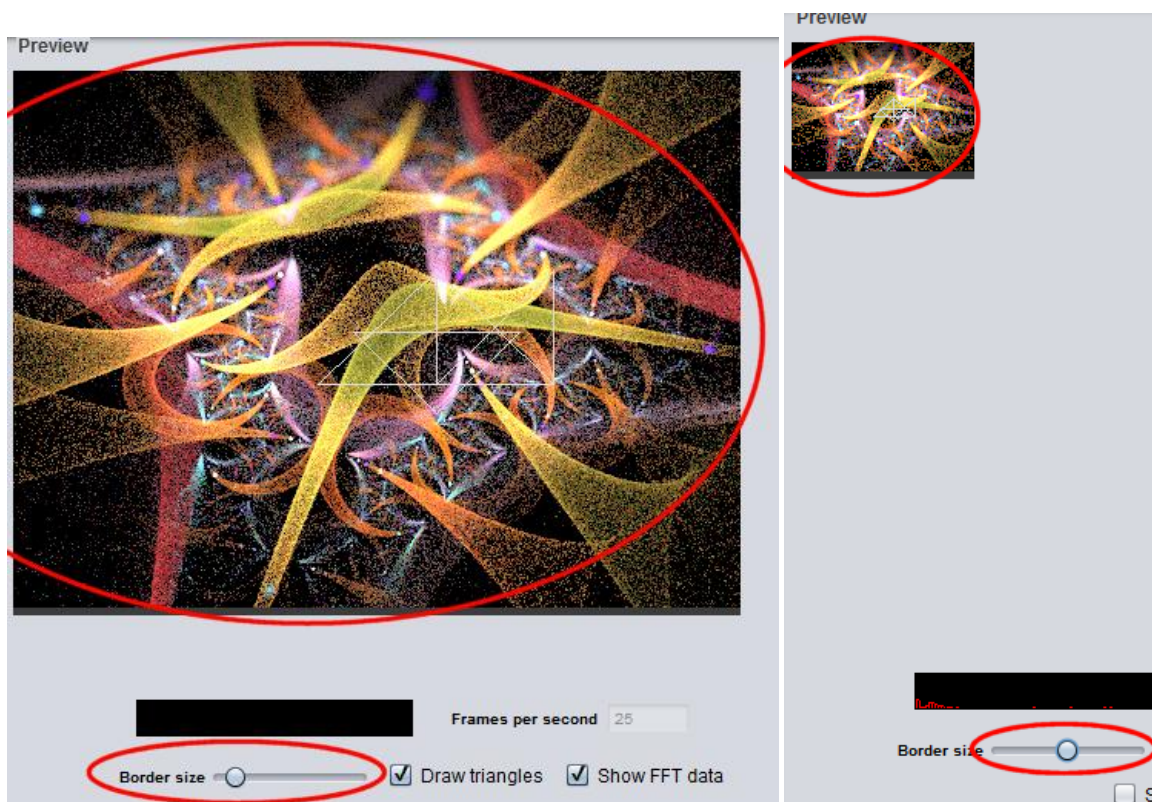 Preview
Frames per second 25
Border size Draw triangles Show FFT data
Preview
Border size
S